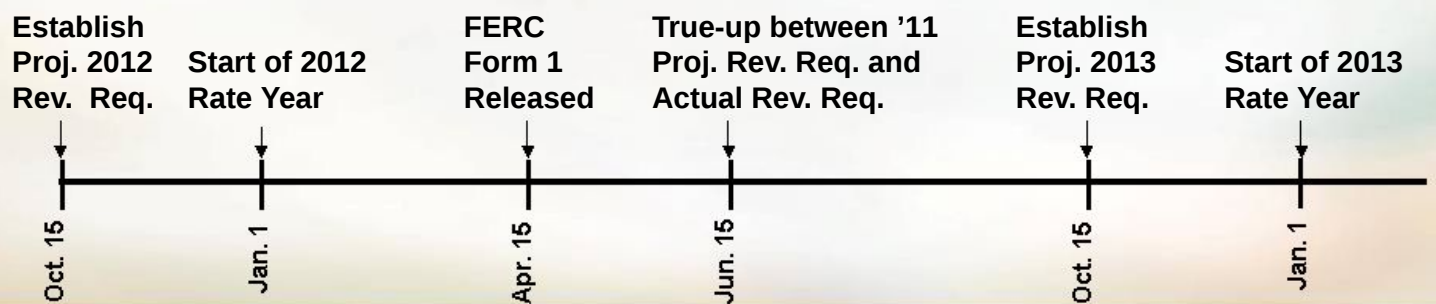 Establish
Proj. 2012
Rev. Req.
Start of 2012
Rate Year
FERC
Form 1
Released
True-up between ’11
Proj. Rev. Req. and
Actual Rev. Req.
Establish
Proj. 2013
Rev. Req.
Start of 2013
Rate Year
Oct. 15
Jan. 1
Apr. 15
Jun. 15
Oct. 15
Jan. 1